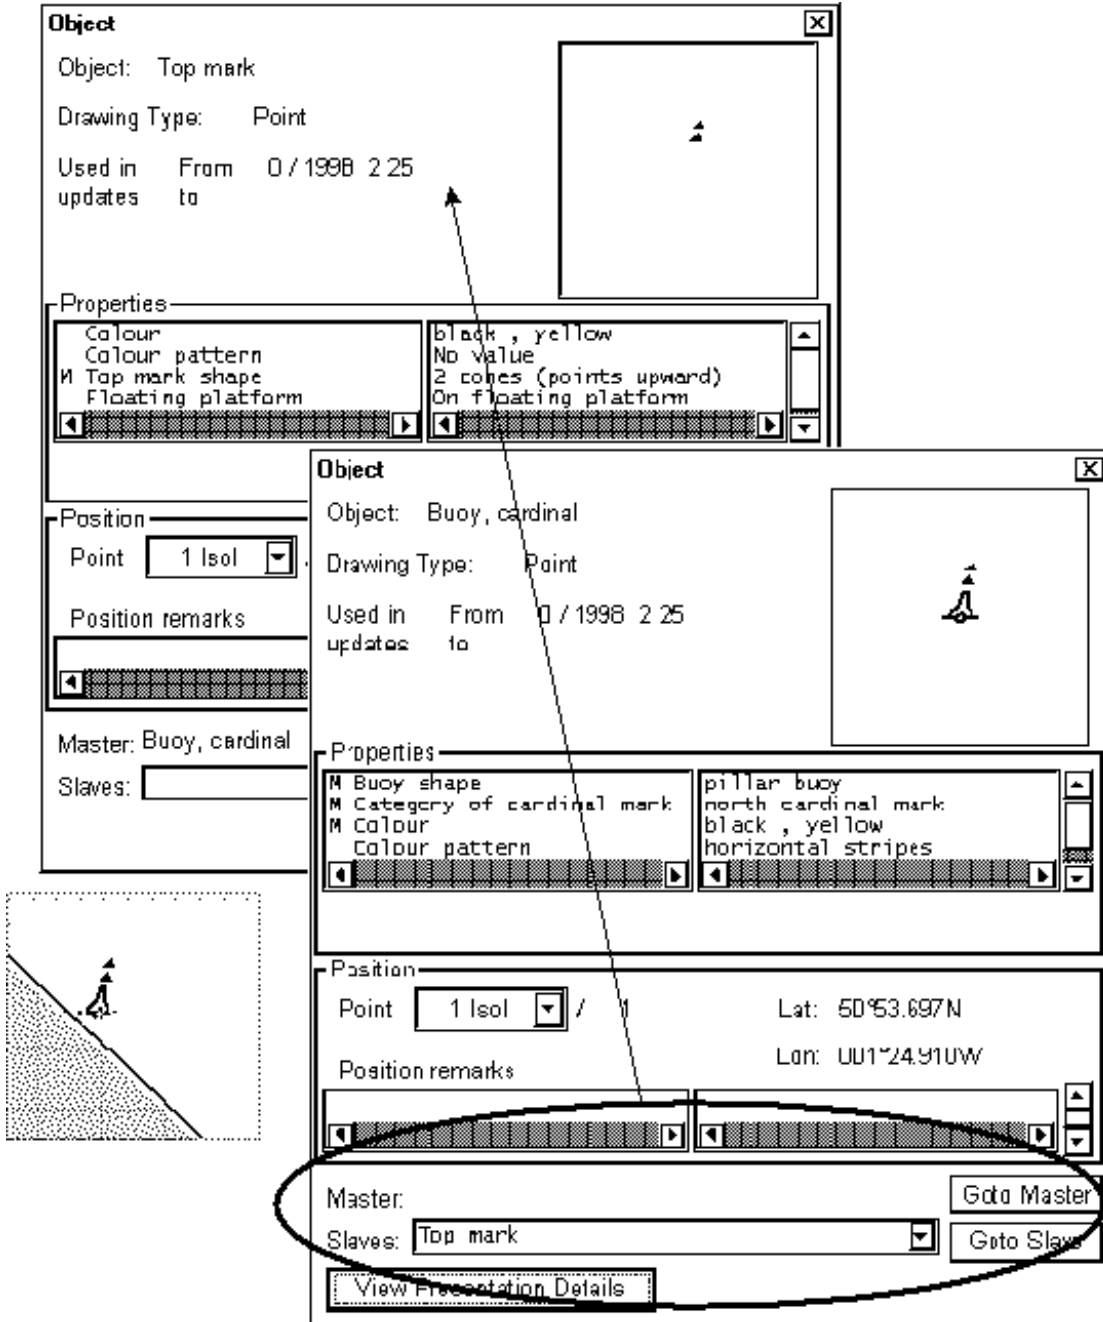 Object
Object: Top mark
Drawing Type: Point
Used in From 0 / 1998 2 25
updates to
Properties
Colour black , yellow
Colour pattern No value
M Top mark shape 2 cones (points upward)
Floating platform On floating platform
Position
Point 1 Isol
Position remarks
Master: Buoy, cardinal
Slaves:
Object
Object: Buoy, cardinal
Drawing Type: Point
Used in From 0 / 1998 2 25
updates to
Properties
M Buoy shape pillar buoy
M Category of cardinal mark north cardinal mark
M Colour black , yellow
Colour pattern horizontal stripes
Position
Point 1 Isol / 1 Lat: 50°53.697N
Lon: 001°24.910W
Position remarks
Master: Goto Master
Slaves: Top mark Goto Slave
View Presentation Details